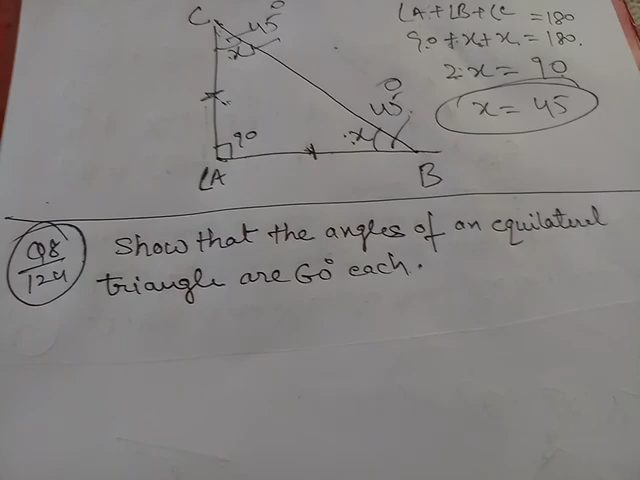 C 45°
x
∠A+∠B+∠C = 180
90 + x + x = 180.
2x = 90
x = 45
90
45°
x
∠A
B
Q8/124
Show that the angles of an equilateral
triangle are 60° each.